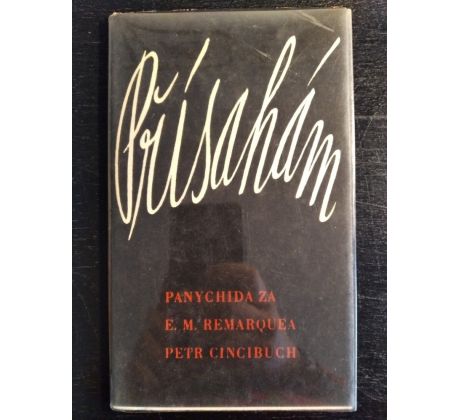 Přísahám
PANYCHIDA ZA
E. M. REMARQUEA
PETR CINCIBUCH